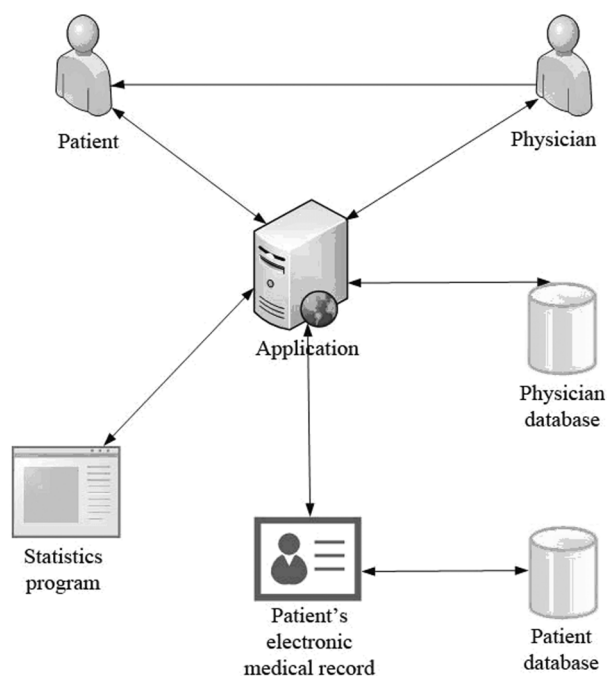 Patient
Physician
Application
Physician
database
Statistics
program
Patient's
electronic
medical record
Patient
database